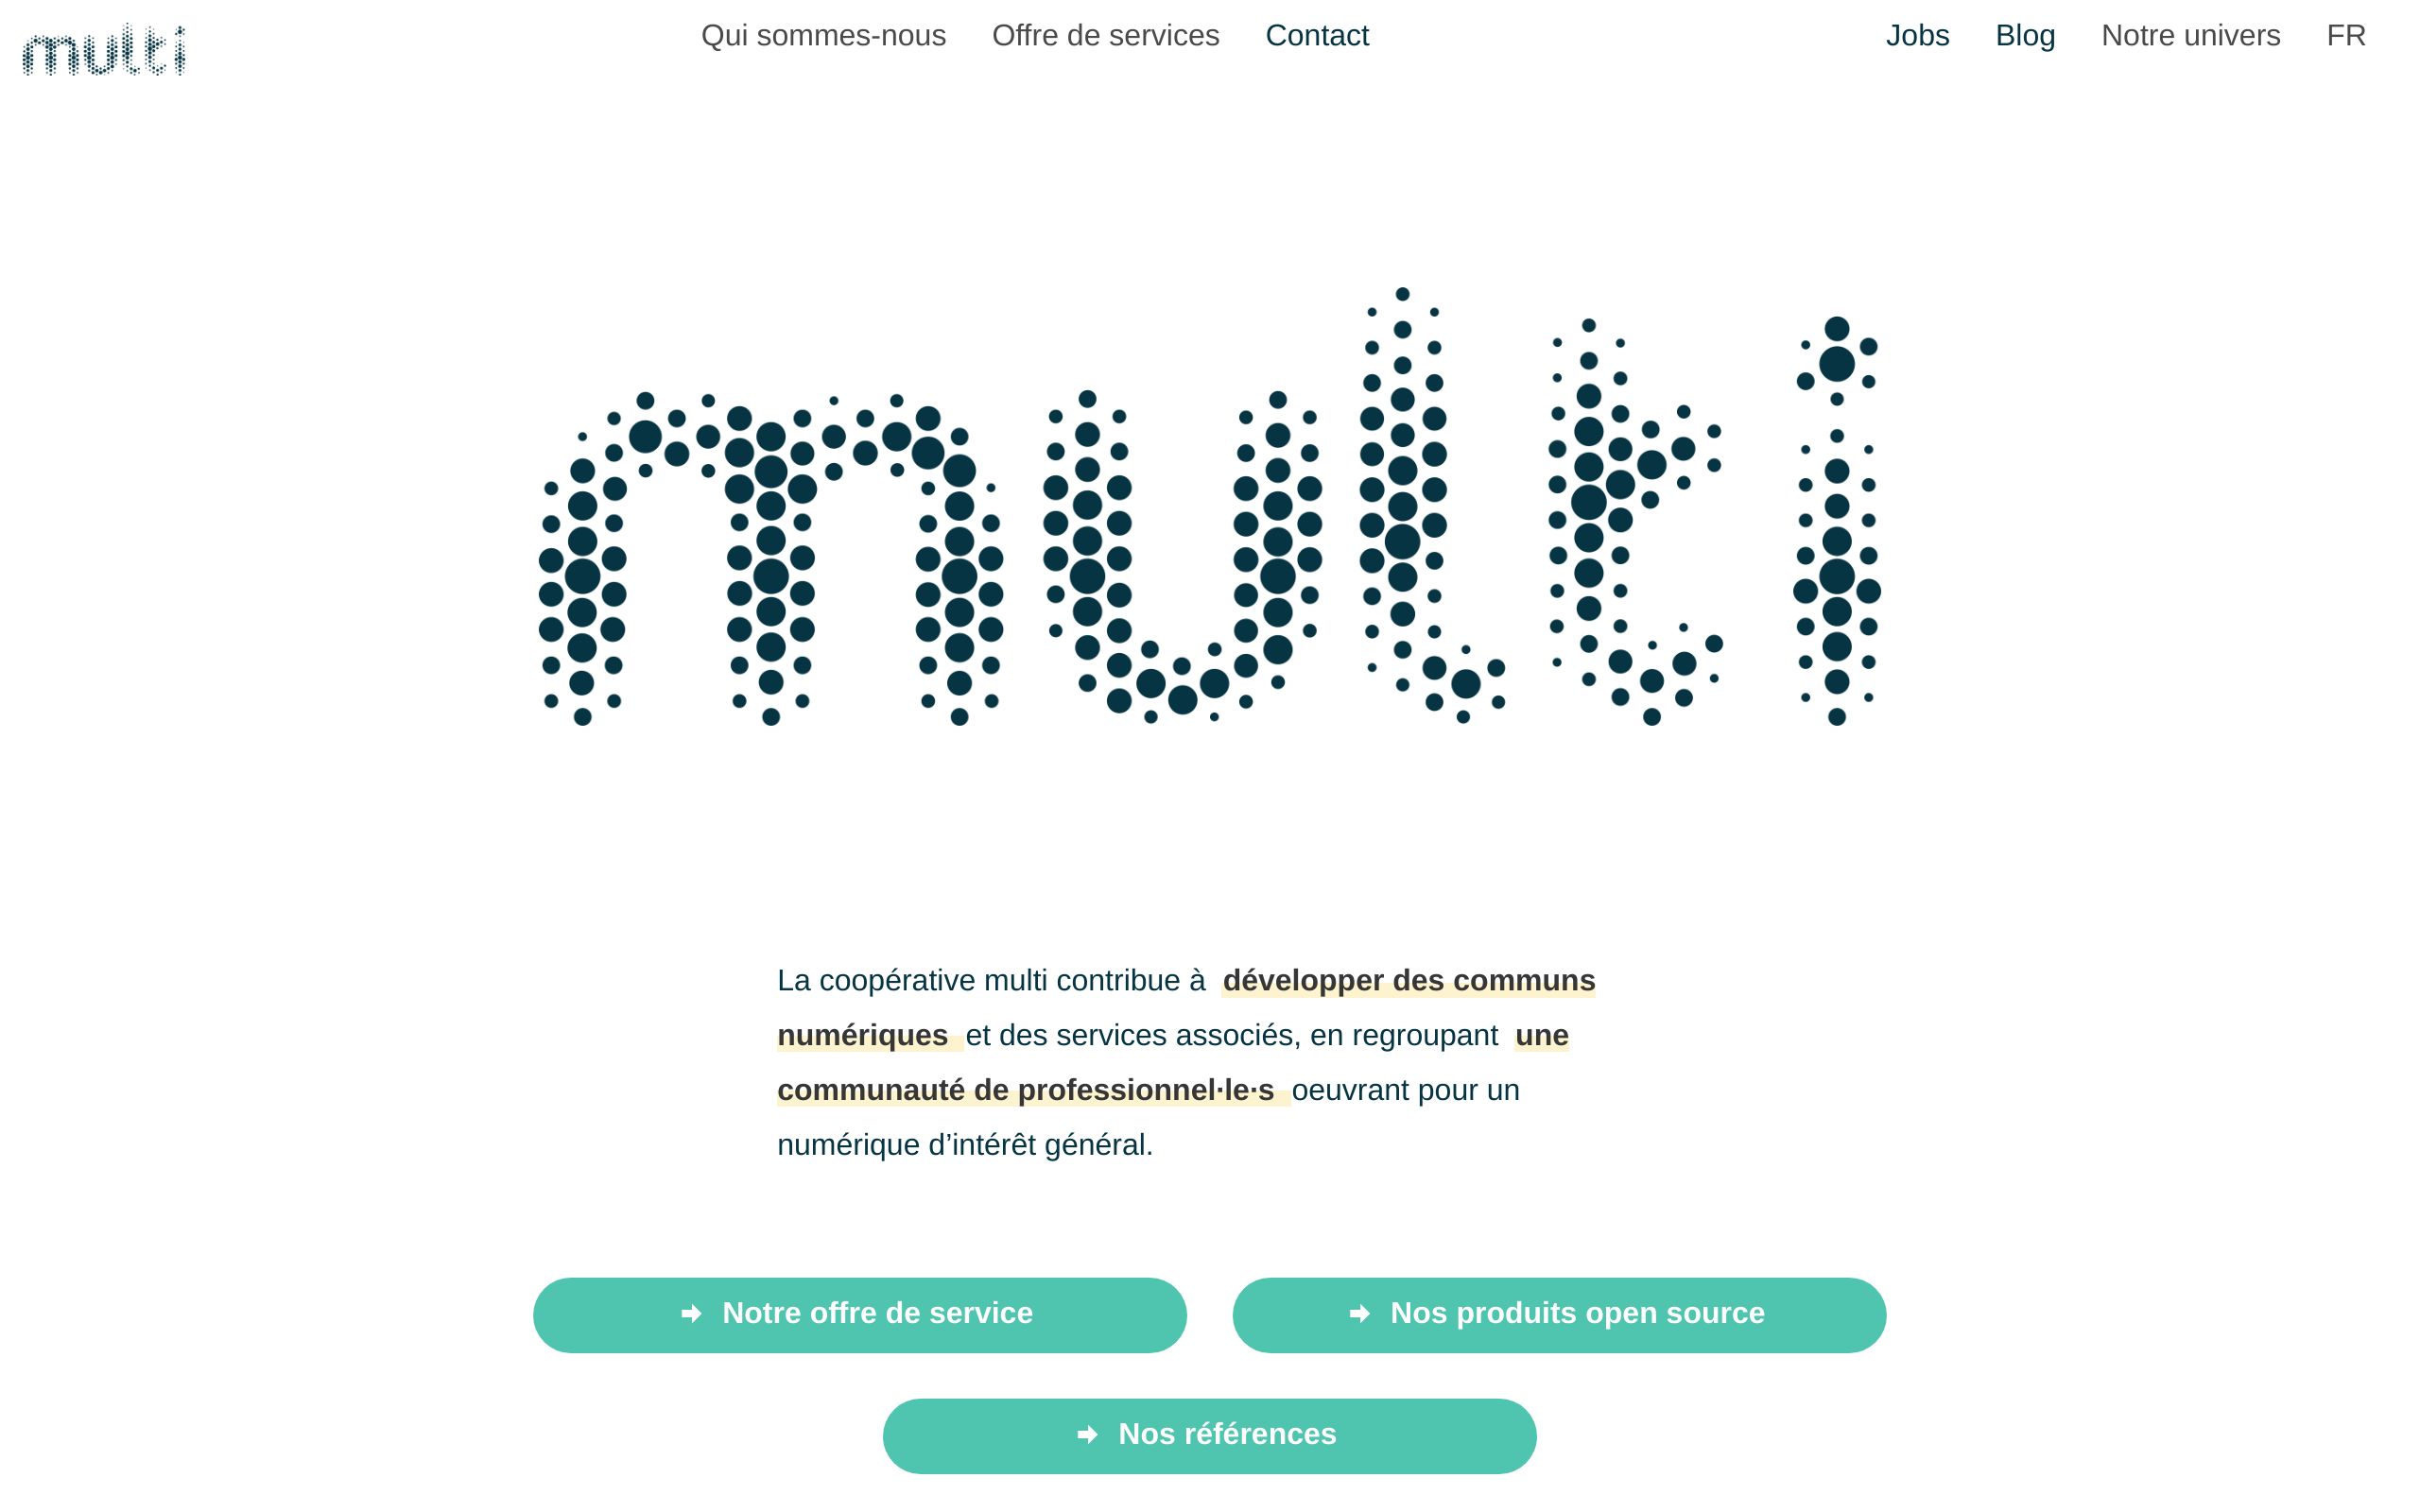 multi
Qui sommes-nous
Offre de services
Contact
Jobs
Blog
Notre univers
FR
multi
La coopérative multi contribue à développer des communs
numériques et des services associés, en regroupant une
communauté de professionnel·le·s oeuvrant pour un
numérique d’intérêt général.
Notre offre de service
Nos produits open source
Nos références